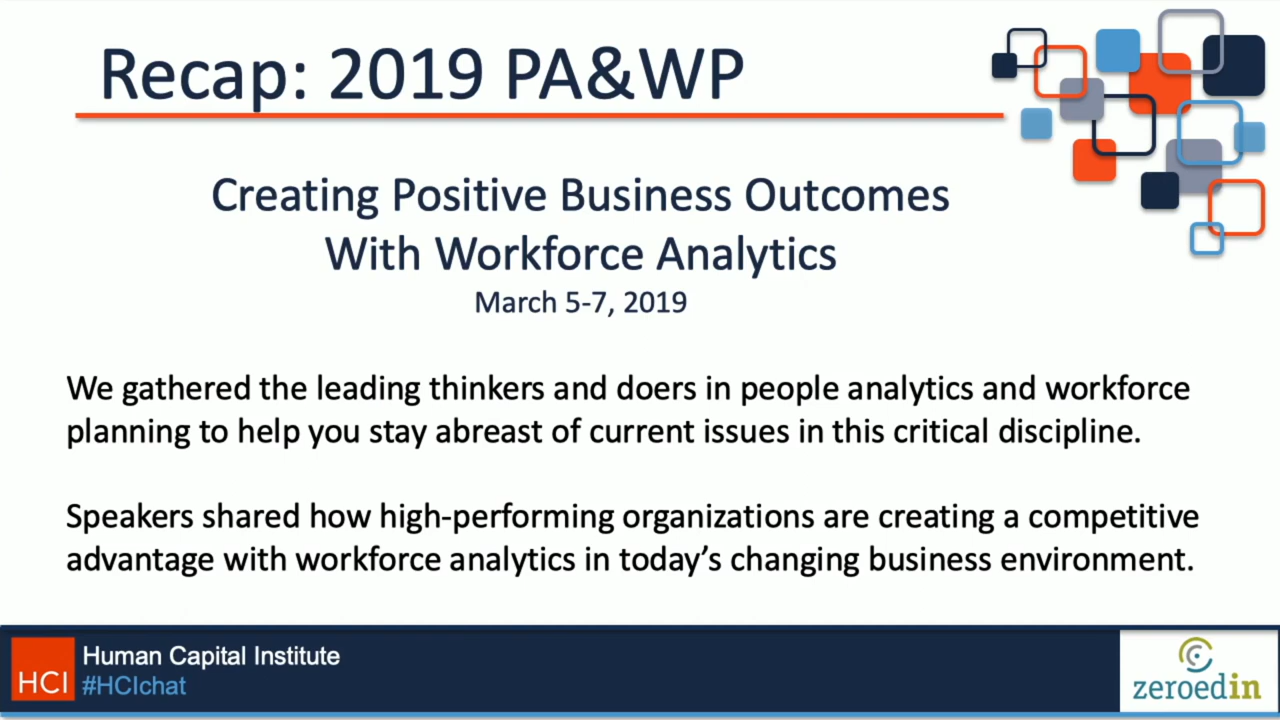 Recap: 2019 PA&WP
Creating Positive Business Outcomes
With Workforce Analytics
March 5-7, 2019
We gathered the leading thinkers and doers in people analytics and workforce
planning to help you stay abreast of current issues in this critical discipline.
Speakers shared how high-performing organizations are creating a competitive
advantage with workforce analytics in today’s changing business environment.
HCI
Human Capital Institute
#HCIchat
zeroedin